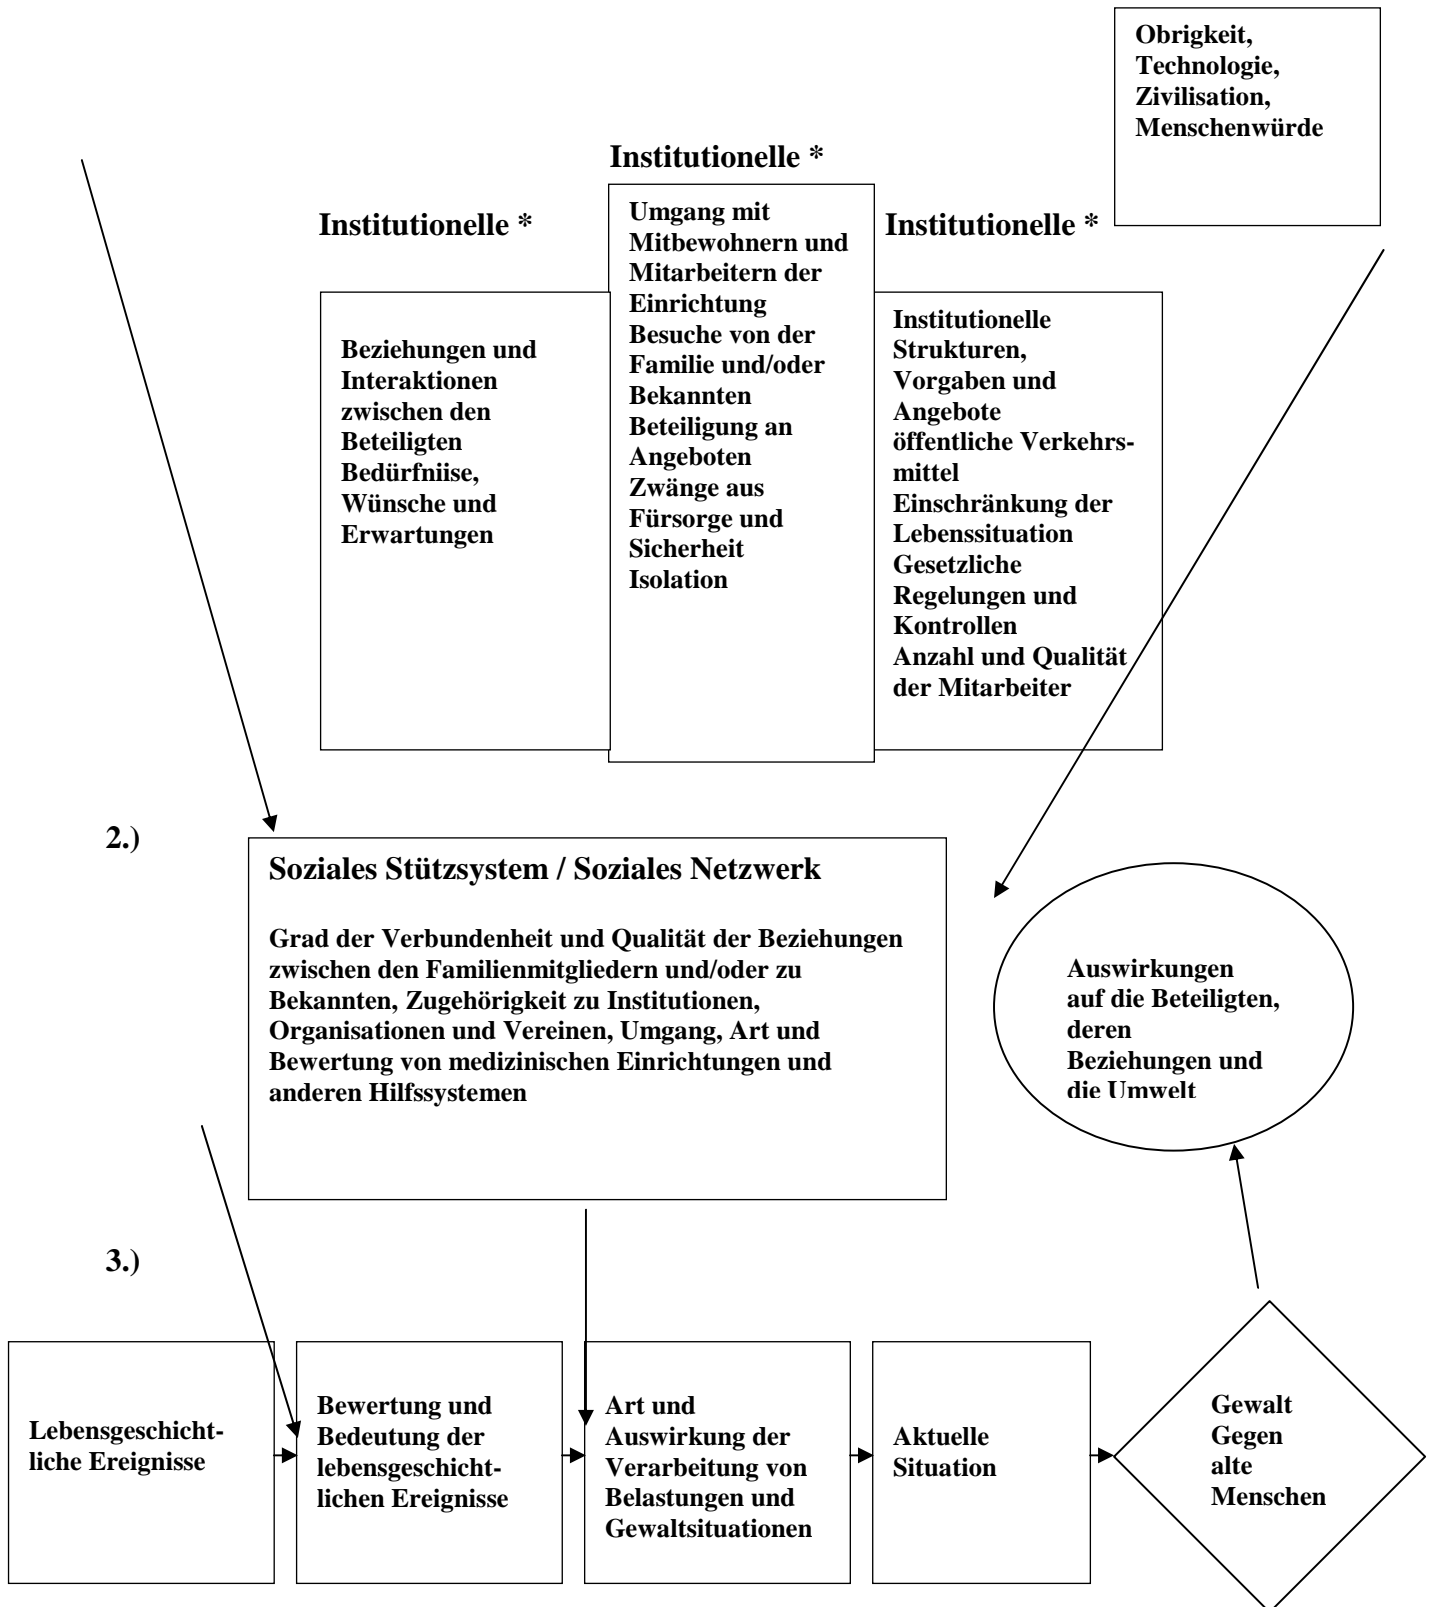 Obrigkeit,
Technologie,
Zivilisation,
Menschenwürde
Institutionelle *
Institutionelle *
Institutionelle *
Beziehungen und
Interaktionen
zwischen den
Beteiligten
Bedürfniise,
Wünsche und
Erwartungen
Umgang mit
Mitbewohnern und
Mitarbeitern der
Einrichtung
Besuche von der
Familie und/oder
Bekannten
Beteiligung an
Angeboten
Zwänge aus
Fürsorge und
Sicherheit
Isolation
Institutionelle
Strukturen,
Vorgaben und
Angebote
öffentliche Verkehrs-
mittel
Einschränkung der
Lebenssituation
Gesetzliche
Regelungen und
Kontrollen
Anzahl und Qualität
der Mitarbeiter
2.)
Soziales Stützsystem / Soziales Netzwerk
Grad der Verbundenheit und Qualität der Beziehungen
zwischen den Familienmitgliedern und/oder zu
Bekannten, Zugehörigkeit zu Institutionen,
Organisationen und Vereinen, Umgang, Art und
Bewertung von medizinischen Einrichtungen und
anderen Hilfssystemen
Auswirkungen
auf die Beteiligten,
deren
Beziehungen und
die Umwelt
3.)
Lebensgeschicht-
liche Ereignisse
Bewertung und
Bedeutung der
lebensgeschicht-
lichen Ereignisse
Art und
Auswirkung der
Verarbeitung von
Belastungen und
Gewaltsituationen
Aktuelle
Situation
Gewalt
Gegen
alte
Menschen